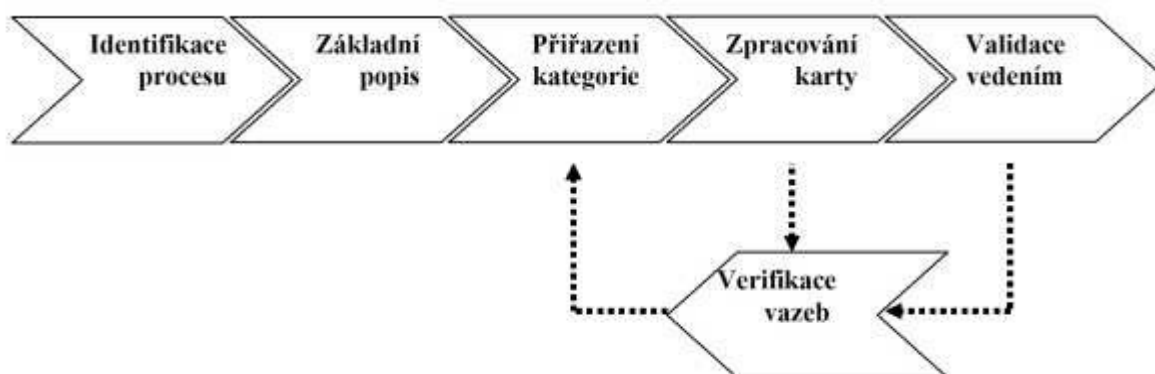 Identifikace
procesu
Základní
popis
Přiřazení
kategorie
Zpracování
karty
Validace
vedením
Verifikace
vazeb